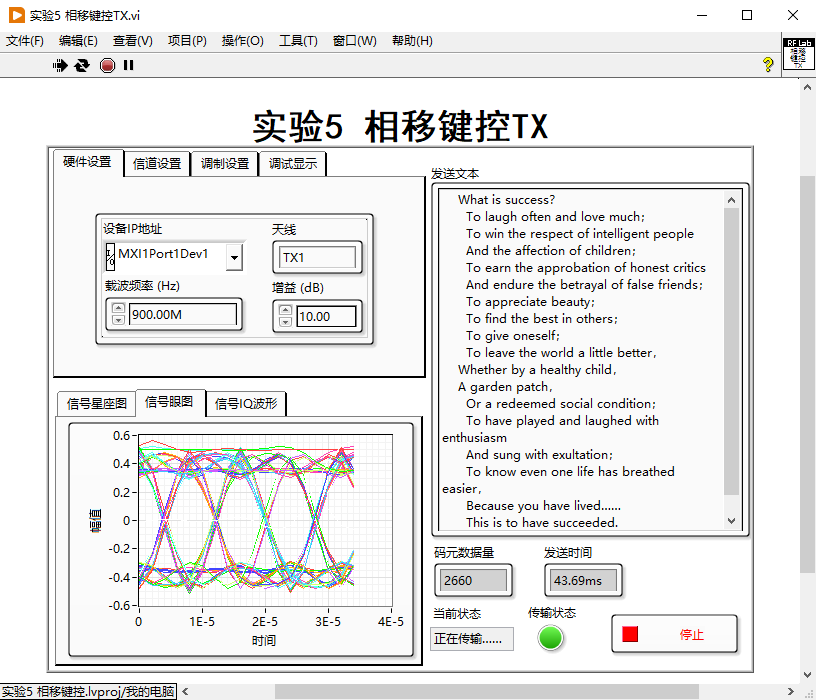 实验5 相移键控TX.vi
文件(F) 编辑(E) 查看(V) 项目(P) 操作(O) 工具(T) 窗口(W) 帮助(H)
RF Lab
相移
键控
TX
实验5 相移键控TX
硬件设置 信道设置 调制设置 调试显示
设备IP地址
MXI1Port1Dev1
天线
TX1
载波频率 (Hz)
900.00M
增益 (dB)
10.00
发送文本
What is success?
To laugh often and love much;
To win the respect of intelligent people
And the affection of children;
To earn the approbation of honest critics
And endure the betrayal of false friends;
To appreciate beauty;
To find the best in others;
To give oneself;
To leave the world a little better,
Whether by a healthy child,
A garden patch,
Or a redeemed social condition;
To have played and laughed with
enthusiasm
And sung with exultation;
To know even one life has breathed
easier,
Because you have lived......
This is to have succeeded.
信号星座图 信号眼图 信号IQ波形
幅值
0.6
0.4
0.2
0
-0.2
-0.4
-0.6
0 1E-5 2E-5 3E-5 4E-5
时间
码元数据量
2660
发送时间
43.69ms
当前状态
正在传输......
传输状态
停止
实验5 相移键控.lvproj/我的电脑